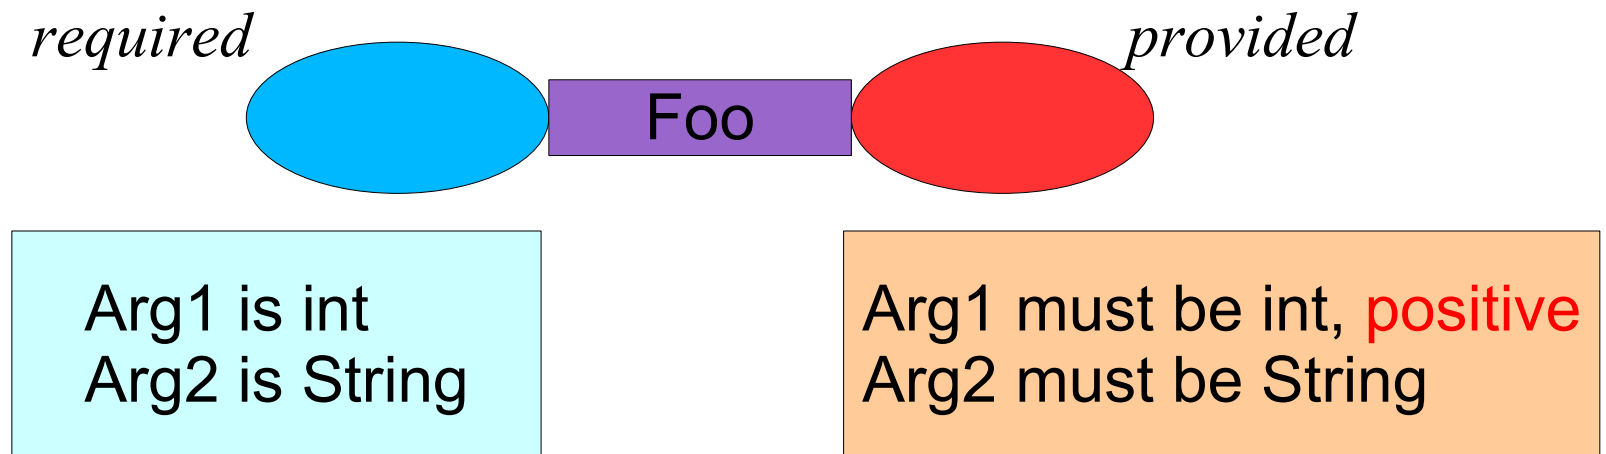 required
provided
Foo
Arg1 is int
Arg2 is String
Arg1 must be int, positive
Arg2 must be String